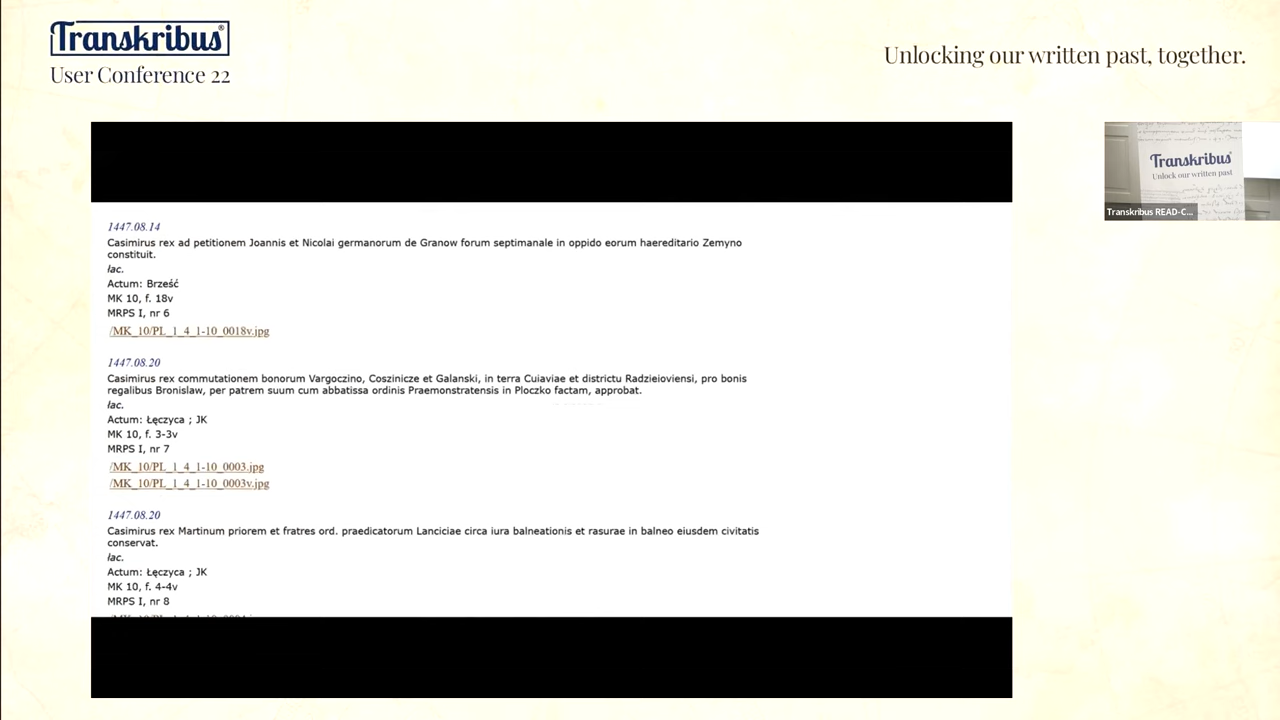 Transkribus®
User Conference 22
Unlocking our written past, together.
1447.08.14
Casimirus rex ad petitionem Joannis et Nicolai germanorum de Granow forum septimanale in oppido eorum haereditario Zemyno
constituit.
łac.
Actum: Brześć
MK 10, f. 18v
MRPS I, nr 6
/MK_10/PL_1_4_1-10_0018v.jpg
1447.08.20
Casimirus rex commutationem bonorum Vargoczino, Coszinicze et Galanski, in terra Cuiaviae et districtu Radzieioviensi, pro bonis
regalibus Bronislaw, per patrem suum cum abbatissa ordinis Praemonstratensis in Ploczko factam, approbat.
łac.
Actum: Łęczyca ; JK
MK 10, f. 3-3v
MRPS I, nr 7
/MK_10/PL_1_4_1-10_0003.jpg
/MK_10/PL_1_4_1-10_0003v.jpg
1447.08.20
Casimirus rex Martinum priorem et fratres ord. praedicatorum Lanciciae circa iura balneationis et rasurae in balneo eiusdem civitatis
conservat.
łac.
Actum: Łęczyca ; JK
MK 10, f. 4-4v
MRPS I, nr 8
Transkribus®
Unlock our written past
Transkribus READ-C...